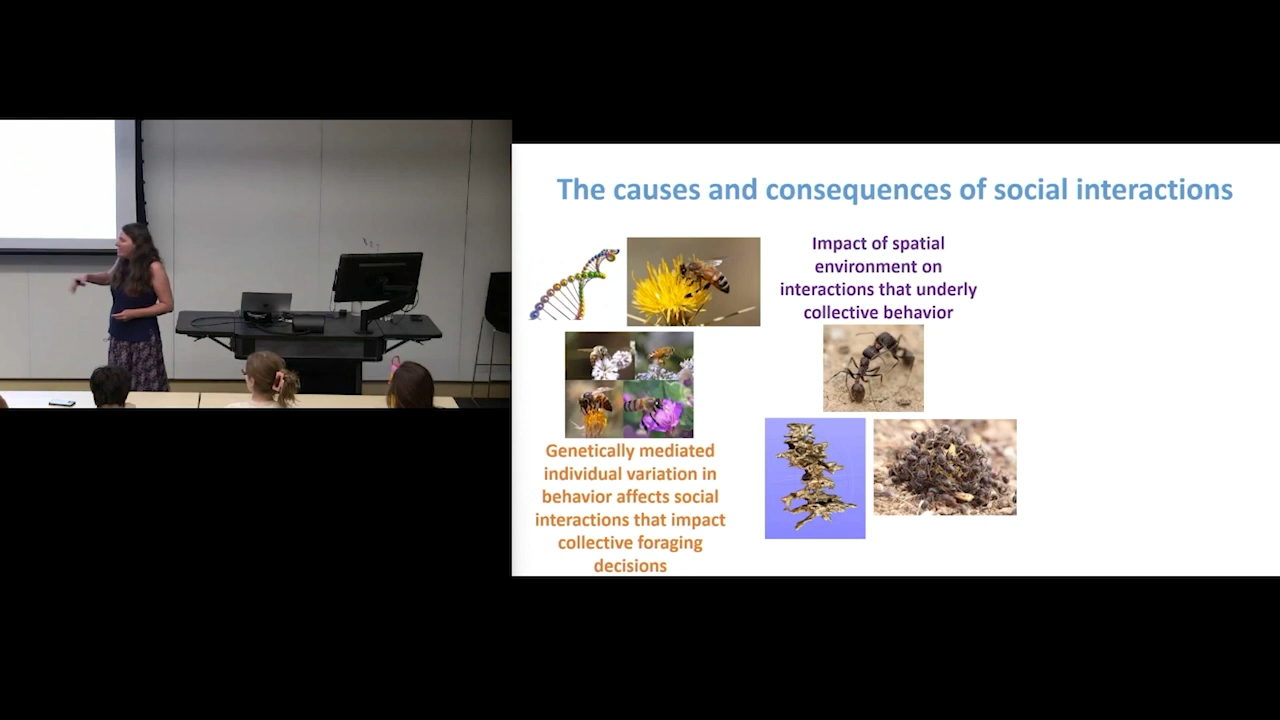 The causes and consequences of social interactions
Impact of spatial
environment on
interactions that underly
collective behavior
Genetically mediated
individual variation in
behavior affects social
interactions that impact
collective foraging
decisions